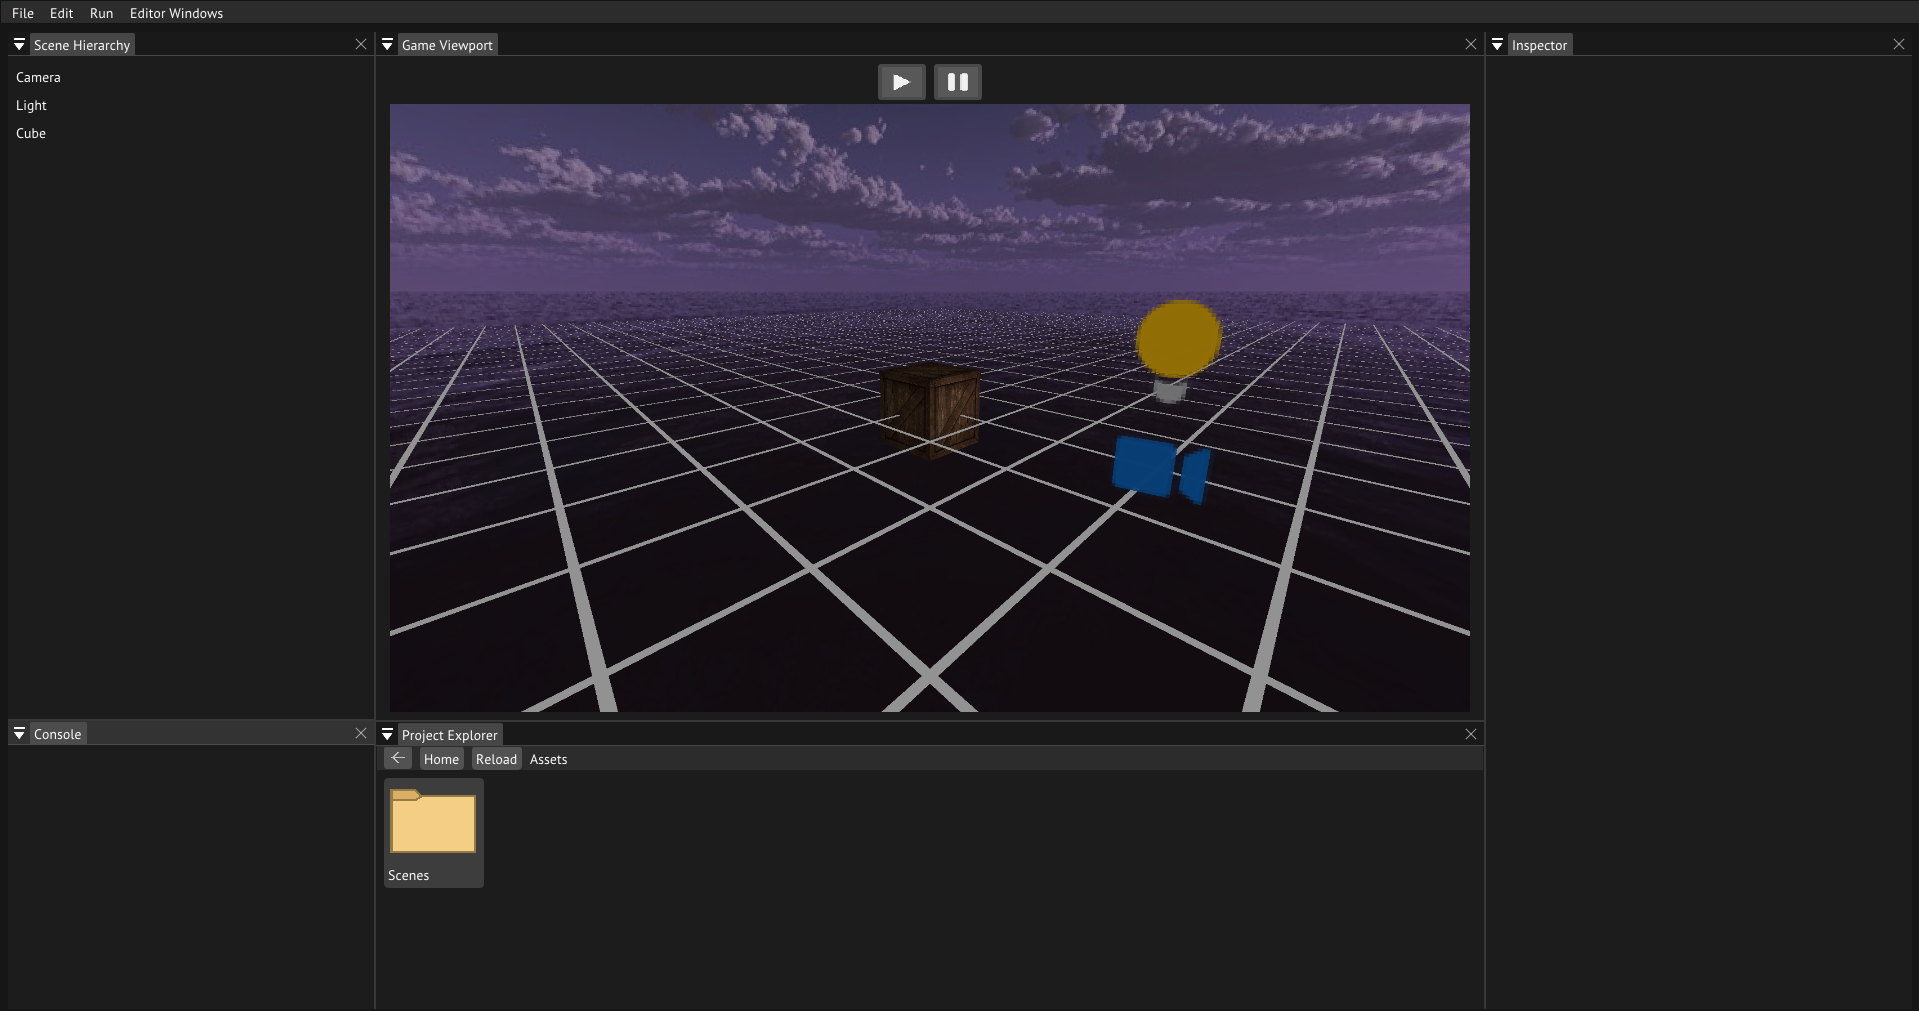 File Edit Run Editor Windows
Scene Hierarchy
Camera
Light
Cube
Game Viewport
Inspector
Console
Project Explorer
Home Reload Assets
Scenes